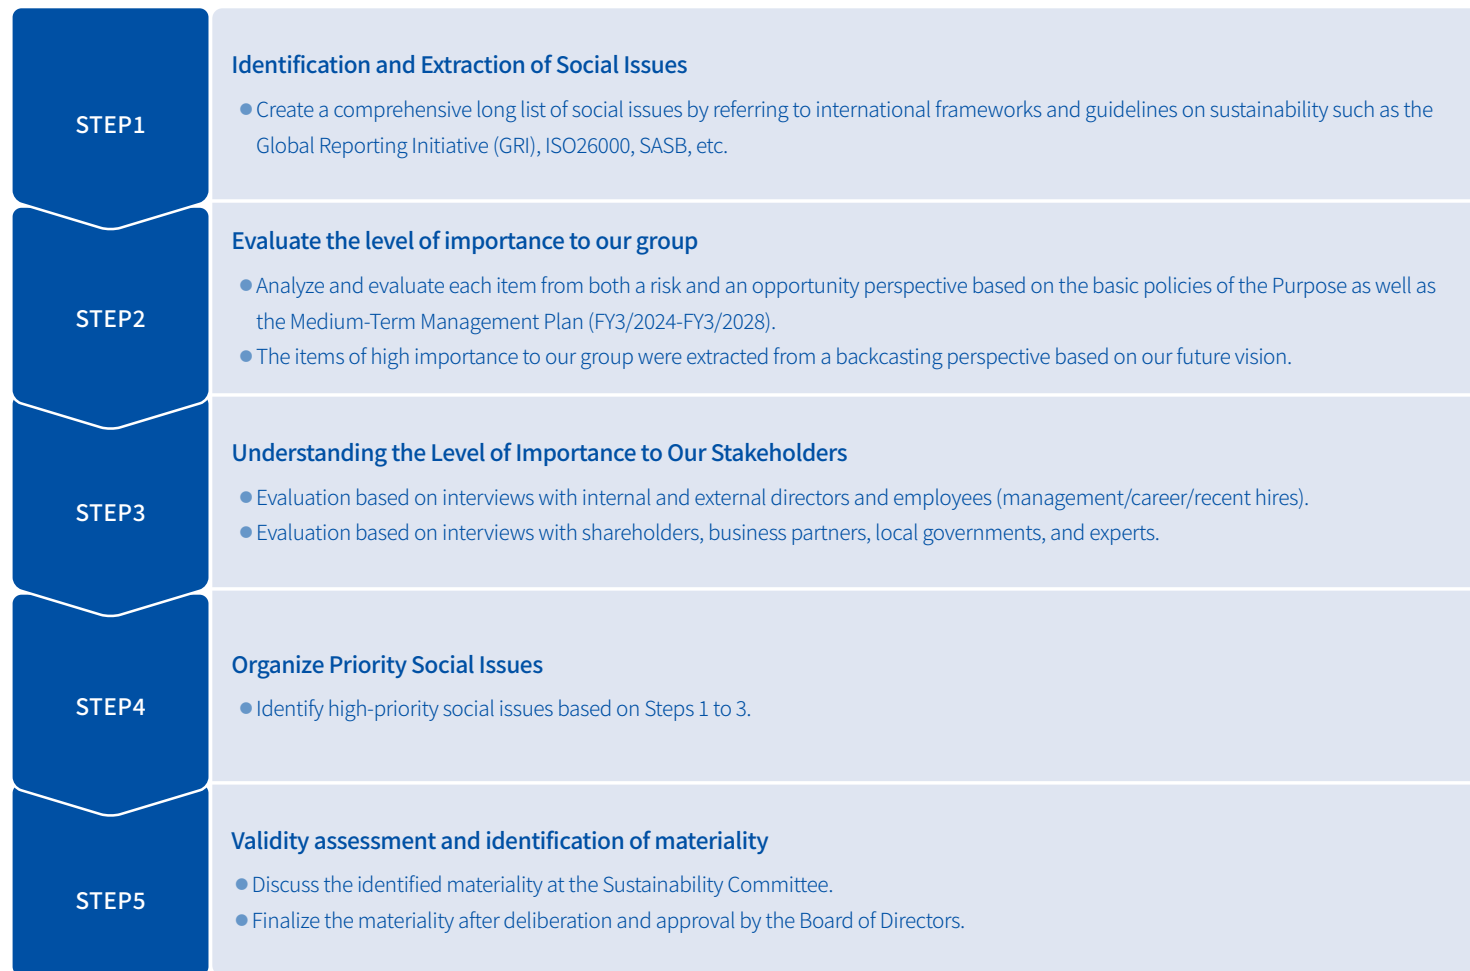 STEP1
Identification and Extraction of Social Issues
● Create a comprehensive long list of social issues by referring to international frameworks and guidelines on sustainability such as the
Global Reporting Initiative (GRI), ISO26000, SASB, etc.
STEP2
Evaluate the level of importance to our group
● Analyze and evaluate each item from both a risk and an opportunity perspective based on the basic policies of the Purpose as well as
the Medium-Term Management Plan (FY3/2024-FY3/2028).
● The items of high importance to our group were extracted from a backcasting perspective based on our future vision.
STEP3
Understanding the Level of Importance to Our Stakeholders
● Evaluation based on interviews with internal and external directors and employees (management/career/recent hires).
● Evaluation based on interviews with shareholders, business partners, local governments, and experts.
STEP4
Organize Priority Social Issues
● Identify high-priority social issues based on Steps 1 to 3.
STEP5
Validity assessment and identification of materiality
● Discuss the identified materiality at the Sustainability Committee.
● Finalize the materiality after deliberation and approval by the Board of Directors.